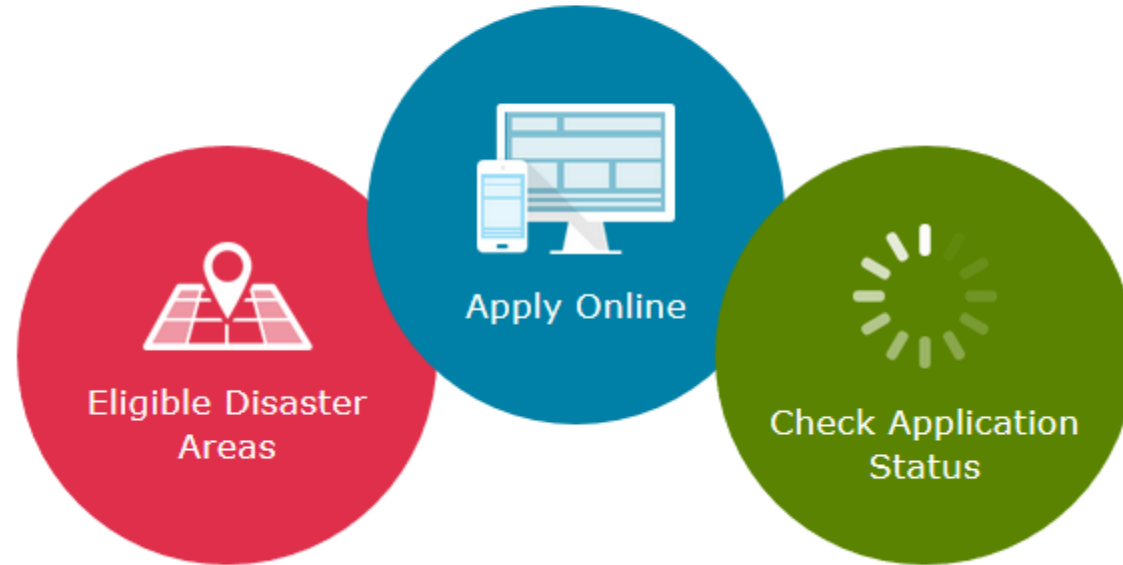 Eligible Disaster
Areas
Apply Online
Check Application
Status